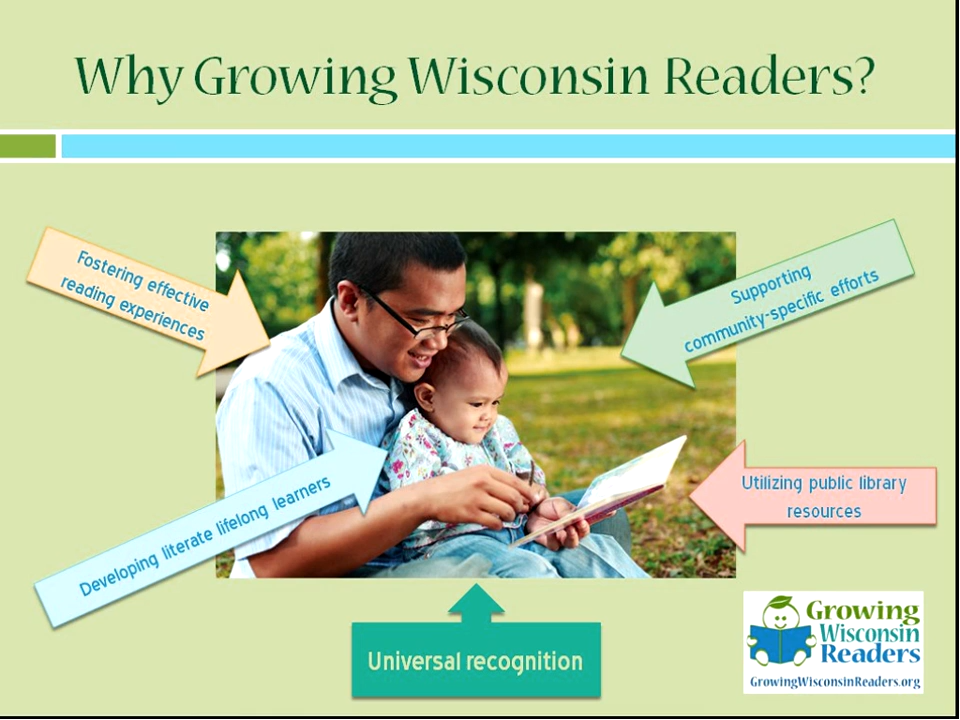 Why Growing Wisconsin Readers?
Fostering effective
reading experiences
Supporting
community-specific efforts
Developing literate lifelong learners
Utilizing public library
resources
Universal recognition
Growing
Wisconsin
Readers
GrowingWisconsinReaders.org